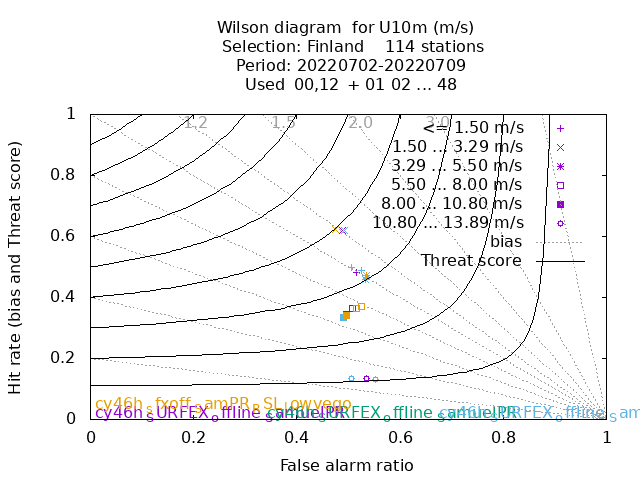 Wilson diagram for U10m (m/s)
Selection: Finland 114 stations
Period: 20220702-20220709
Used 00,12 + 01 02 ... 48
Hit rate (bias and Threat score)
1
0.8
0.6
0.4
0.2
0
1.2 1.5 2.0 3.0
<= 1.50 m/s
1.50 ... 3.29 m/s
3.29 ... 5.50 m/s
5.50 ... 8.00 m/s
8.00 ... 10.80 m/s
10.80 ... 13.89 m/s
bias
Threat score
cy46h_sfxoff_samPR_RSL_lowvego
cy46h_SURFEX_offline_s
0 0.2 0.4 0.6 0.8 1
False alarm ratio